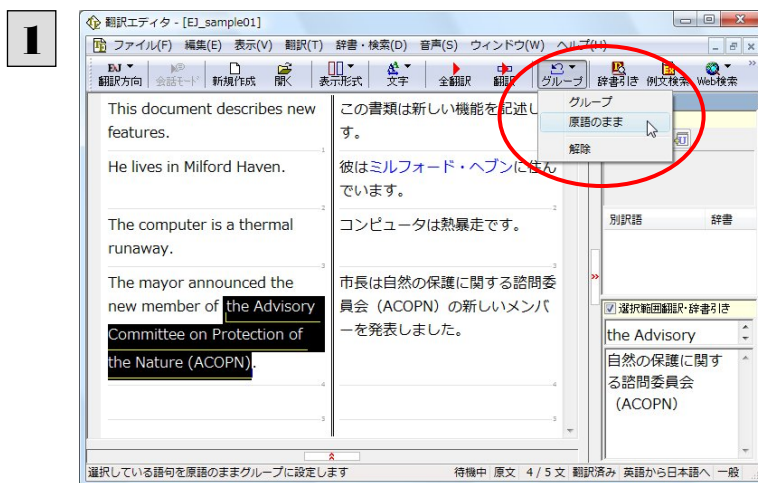 1
翻訳エディタ - [EJ_sample01]
ファイル(F) 編集(E) 表示(V) 翻訳(T) 辞書・検索(D) 音声(S) ウィンドウ(W) ヘルプ(H)
翻訳方向 会話モード 新規作成 開く 表示形式 文字 全翻訳 翻訳 グループ 辞書引き 例文検索 Web検索
グループ
原語のまま
解除
This document describes new
features.
1
この書類は新しい機能を記述し
す。
He lives in Milford Haven.
2
彼はミルフォード・ヘブンに住ん
でいます。
2
The computer is a thermal
runaway.
3
コンピュータは熱暴走です。
3
The mayor announced the
new member of the Advisory
Committee on Protection of
the Nature (ACOPN).
4
市長は自然の保護に関する諮問委
員会（ACOPN）の新しいメンバ
ーを発表しました。
4
5
5
別訳語 辞書
選択範囲翻訳・辞書引き
the Advisory
自然の保護に関す
る諮問委員会
（ACOPN）
選択している語句を原語のままグループに設定します 待機中 原文 4 / 5 文 翻訳済み 英語から日本語へ 一般